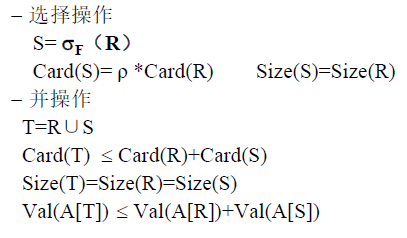 – 选择操作
S= σF（R）
Card(S)= ρ *Card(R) Size(S)=Size(R)
– 并操作
T=R∪S
Card(T) ≤ Card(R)+Card(S)
Size(T)=Size(R)=Size(S)
Val(A[T]) ≤ Val(A[R])+Val(A[S])